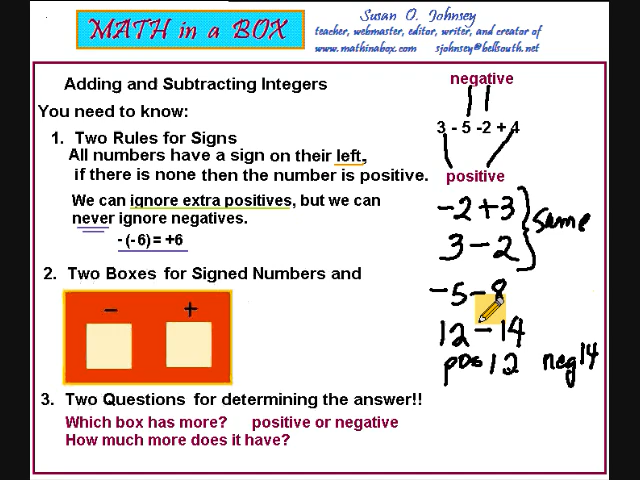 MATH in a BOX
Susan O. Johnsey
teacher, webmaster, editor, writer, and creator of
www.mathinabox.com sjohnsey@bellsouth.net
Adding and Subtracting Integers
You need to know:
1. Two Rules for Signs
All numbers have a sign on their left,
if there is none then the number is positive.
We can ignore extra positives, but we can
never ignore negatives.
-(-6) = +6
2. Two Boxes for Signed Numbers and
- +
3. Two Questions for determining the answer!!
Which box has more? positive or negative
How much more does it have?
negative
3 - 5 -2 + 4
positive
-2+3
3-2
same
-5-8
12-14
pos 12 neg 14